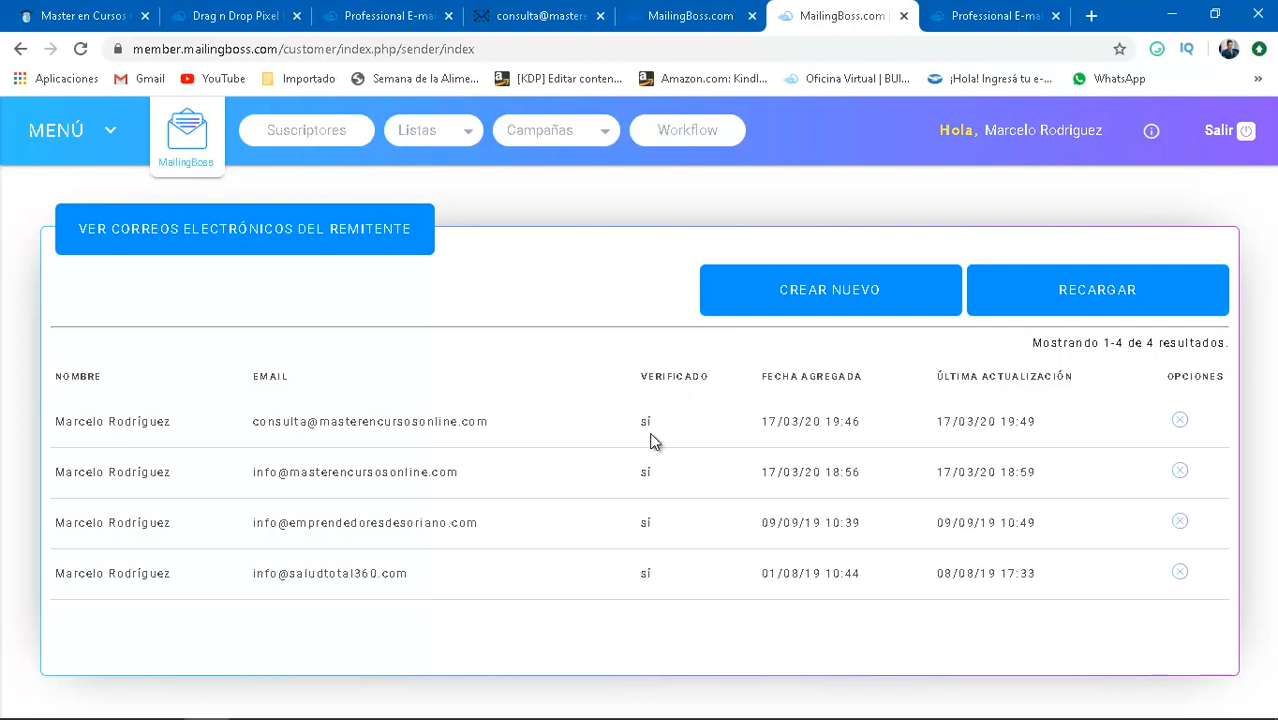 Master en Cursos
Drag n Drop Pixel
Professional E-ma
consulta@masterc
MailingBoss.com
MailingBoss.com
Professional E-ma
member.mailingboss.com/customer/index.php/sender/index
Aplicaciones
Gmail
YouTube
Importado
Semana de la Alime...
[KDP] Editar conten...
Amazon.com: Kindl...
Oficina Virtual | BUI...
¡Hola! Ingresá tu e-...
WhatsApp
»
MENÚ
MailingBoss
Suscriptores
Listas
Campañas
Workflow
Hola, Marcelo Rodríguez
Salir
VER CORREOS ELECTRÓNICOS DEL REMITENTE
CREAR NUEVO
RECARGAR
Mostrando 1-4 de 4 resultados.
NOMBRE EMAIL VERIFICADO FECHA AGREGADA ÚLTIMA ACTUALIZACIÓN OPCIONES
Marcelo Rodríguez consulta@masterencursosonline.com sí 17/03/20 19:46 17/03/20 19:49
Marcelo Rodríguez info@masterencursosonline.com sí 17/03/20 18:56 17/03/20 18:59
Marcelo Rodríguez info@emprendedoresdesoriano.com sí 09/09/19 10:39 09/09/19 10:49
Marcelo Rodríguez info@saludtotal360.com sí 01/08/19 10:44 08/08/19 17:33